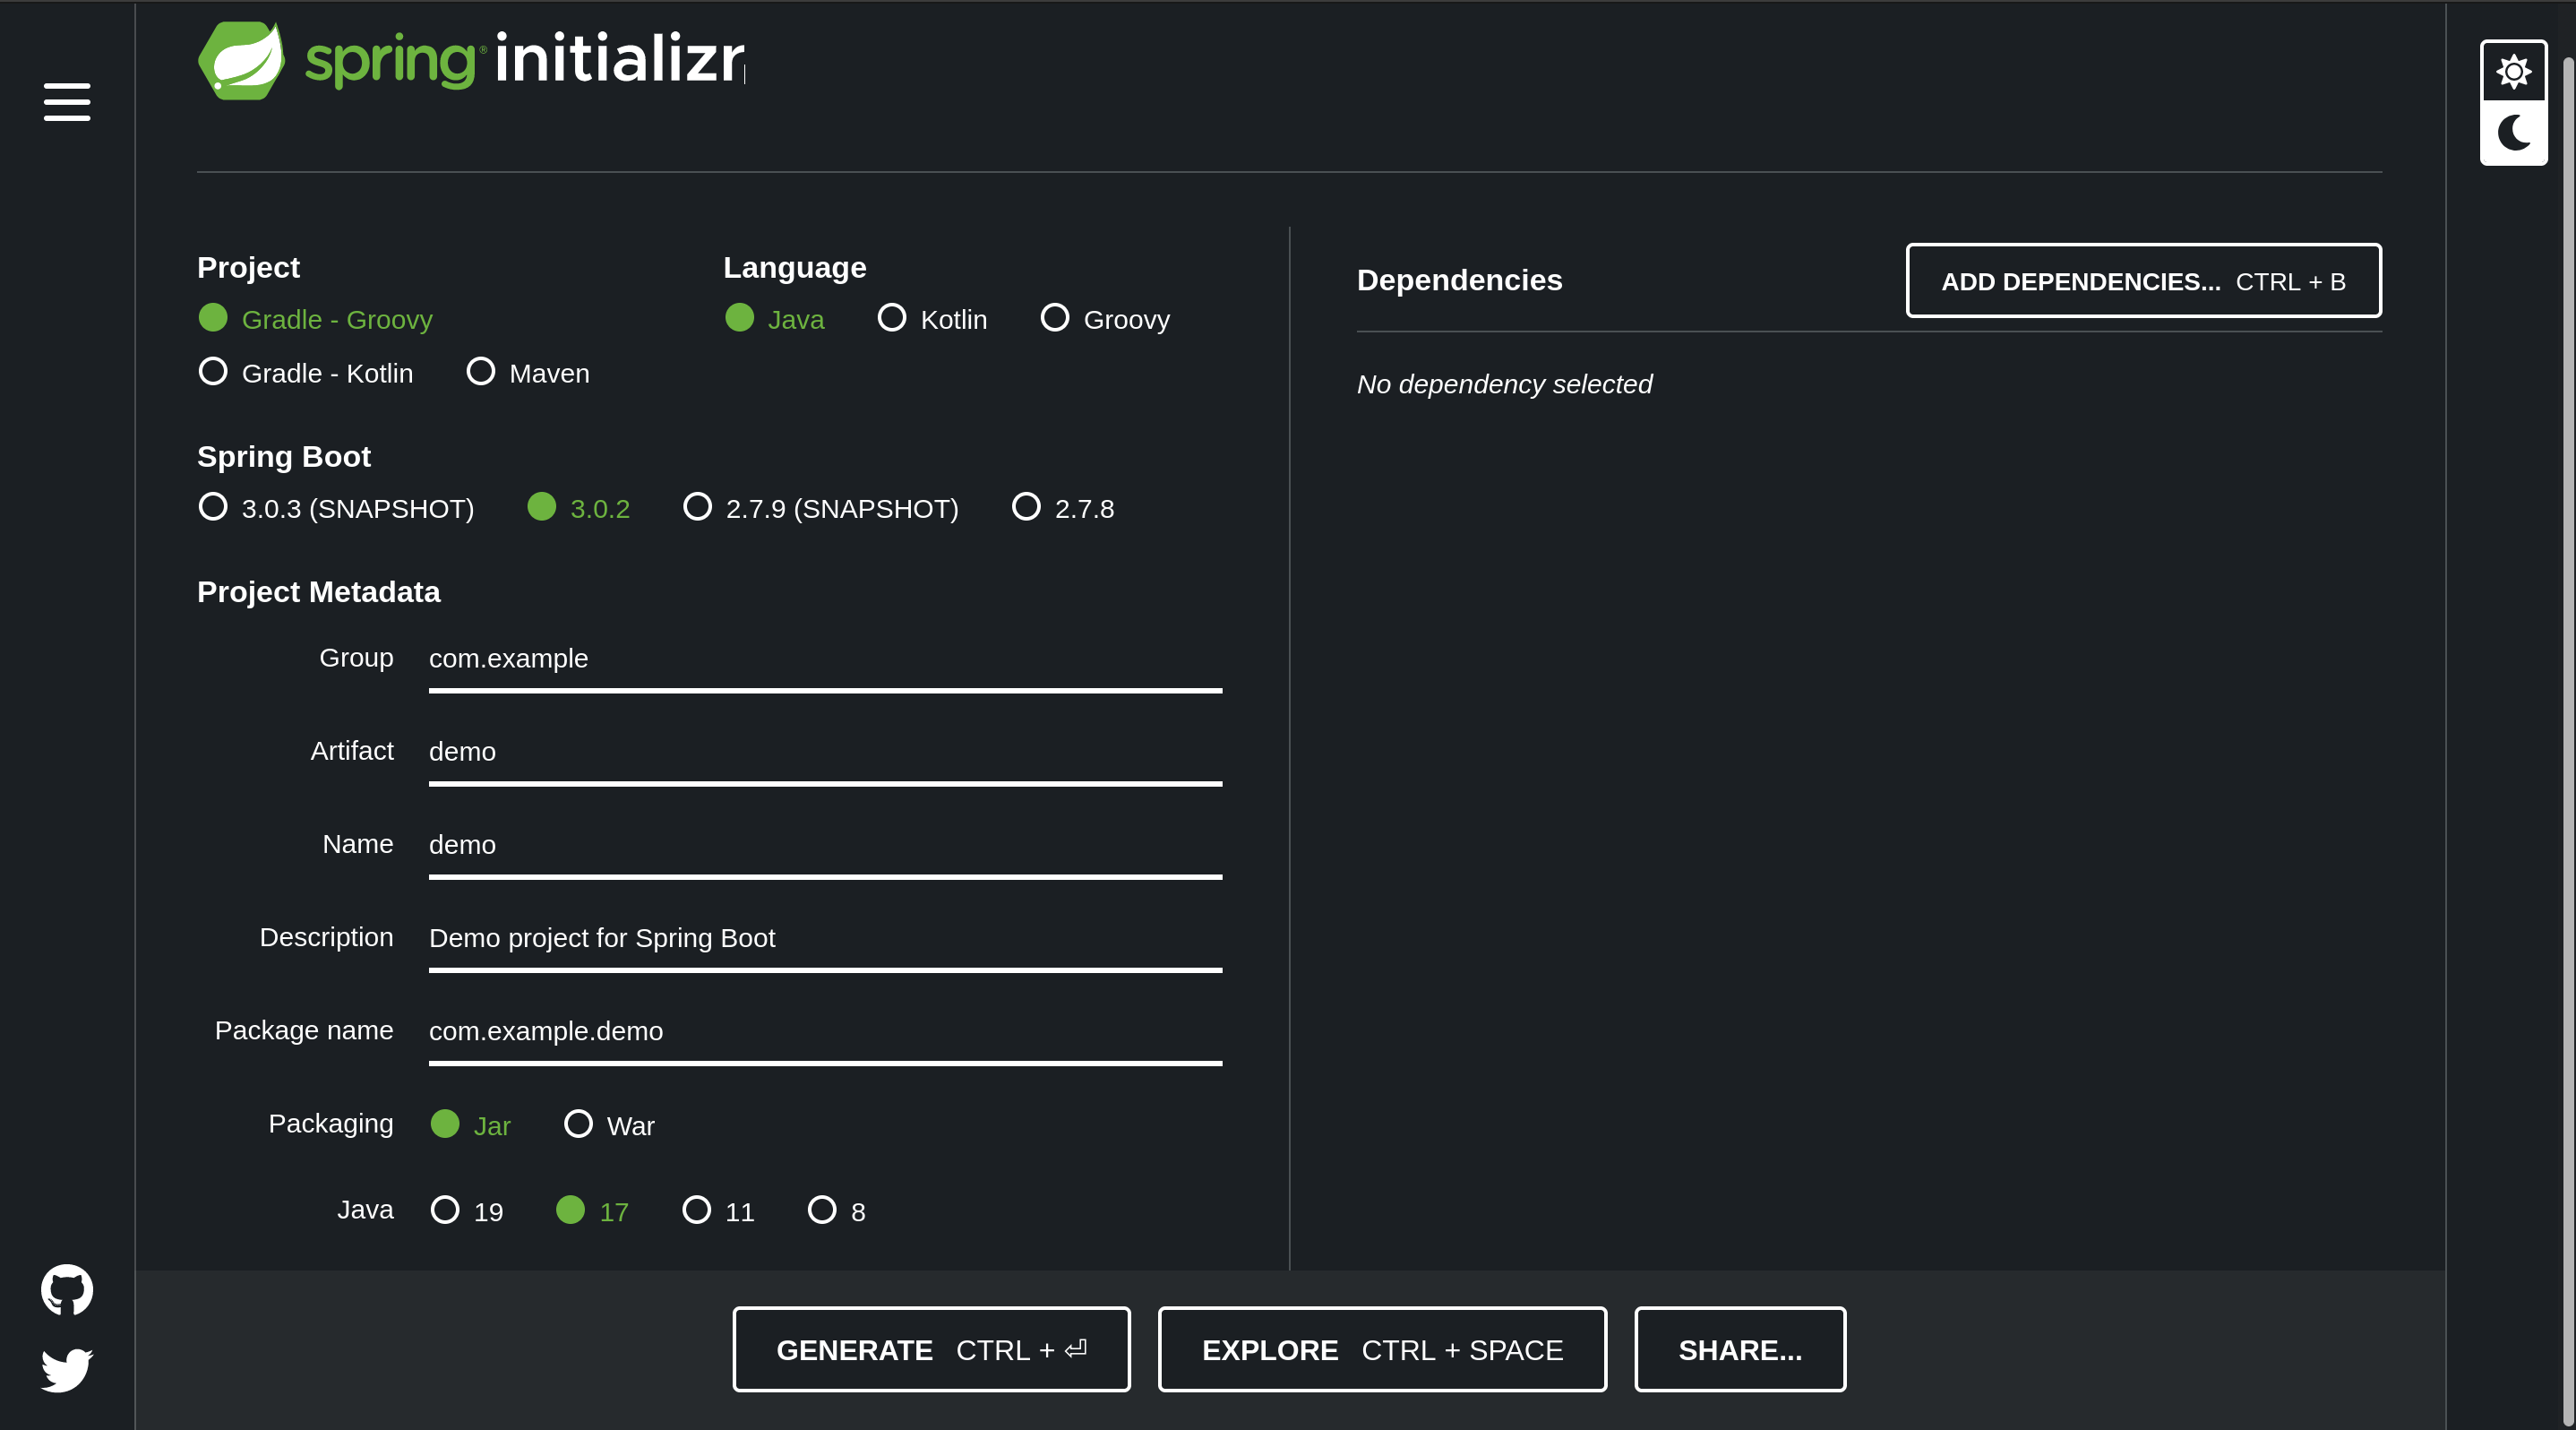 spring® initializr
Project
Gradle - Groovy
Gradle - Kotlin Maven
Language
Java Kotlin Groovy
Spring Boot
3.0.3 (SNAPSHOT) 3.0.2 2.7.9 (SNAPSHOT) 2.7.8
Project Metadata
Group com.example
Artifact demo
Name demo
Description Demo project for Spring Boot
Package name com.example.demo
Packaging Jar War
Java 19 17 11 8
Dependencies
ADD DEPENDENCIES... CTRL + B
No dependency selected
GENERATE CTRL + ⏎
EXPLORE CTRL + SPACE
SHARE...